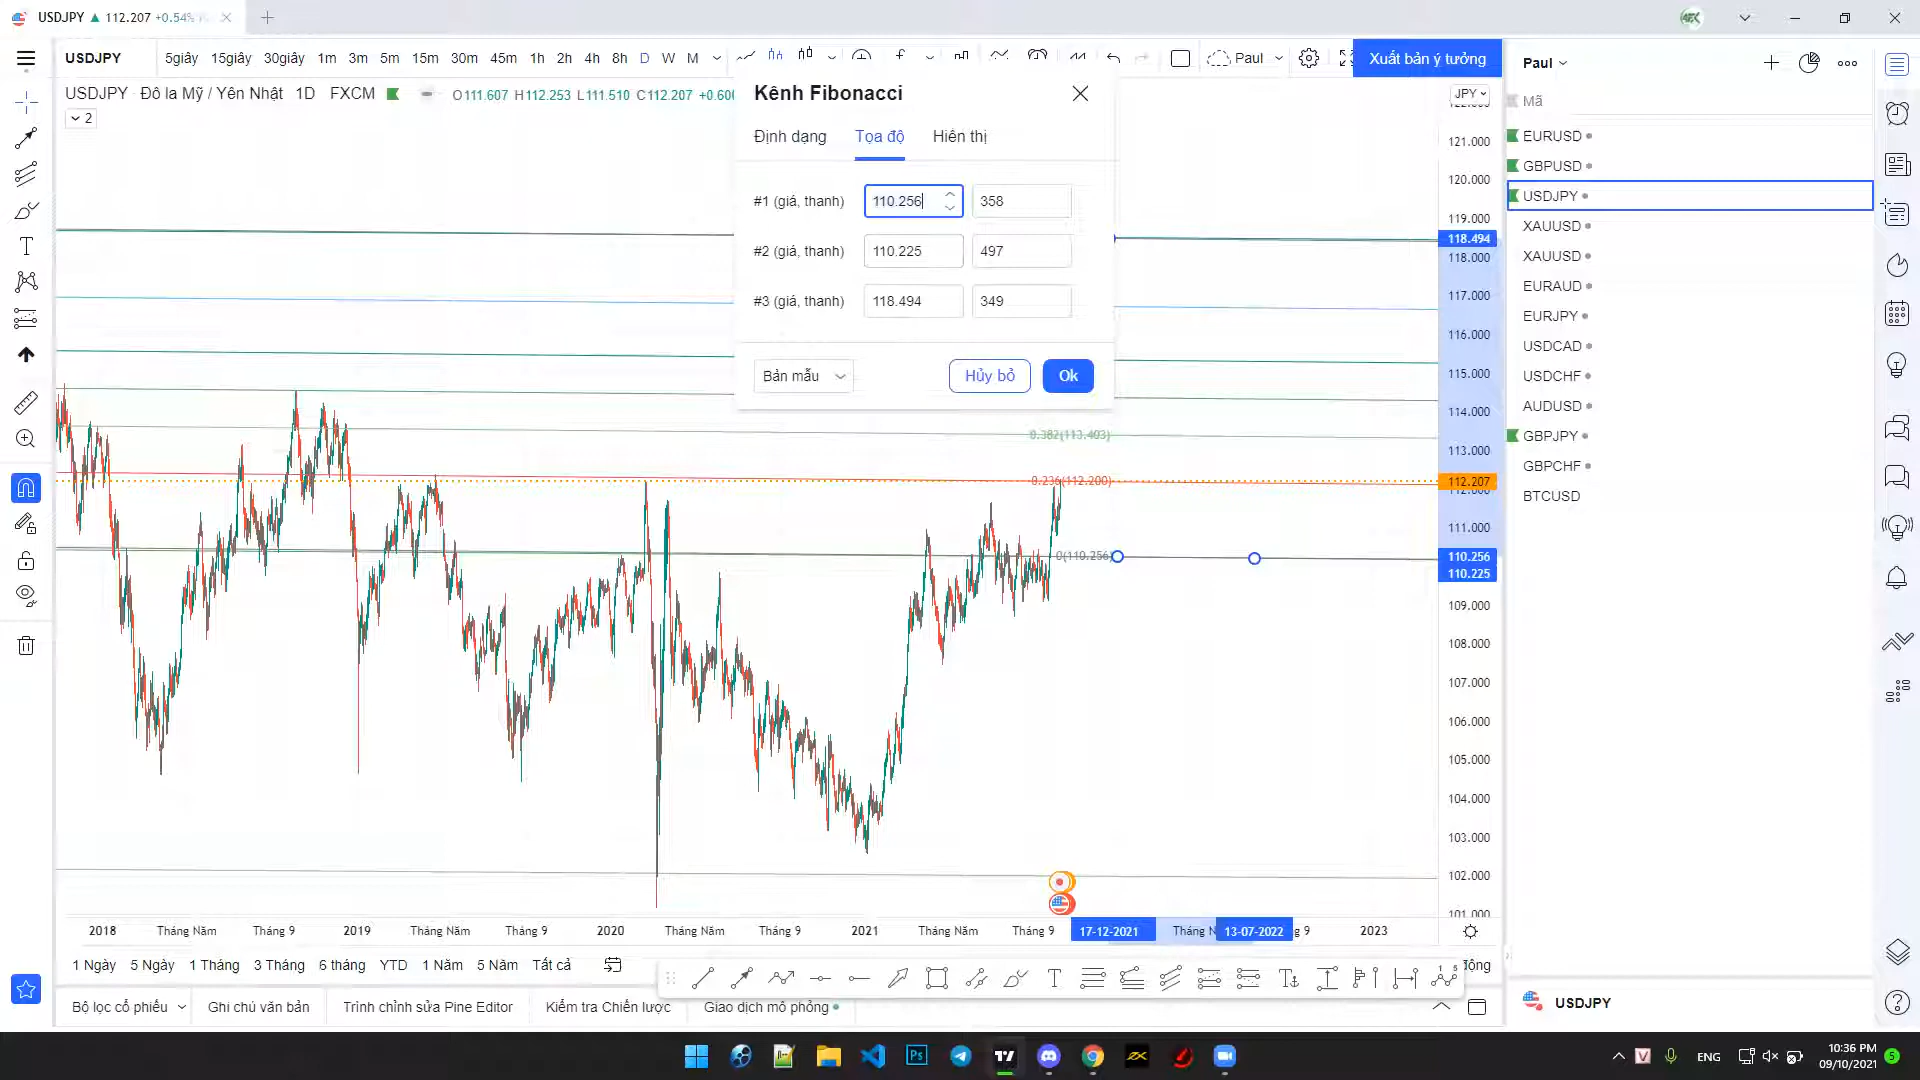 USDJPY ▲ 112.207 +0.54%
USDJPY 5giây 15giây 30giây 1m 3m 5m 15m 30m 45m 1h 2h 4h 8h D W M Paul Xuất bản ý tưởng
USDJPY Đô la Mỹ / Yên Nhật 1D FXCM O111.607 H112.253 L111.510 C112.207
2
Kênh Fibonacci
Định dạng Tọa độ Hiển thị
#1 (giá, thanh) 110.256 358
#2 (giá, thanh) 110.225 497
#3 (giá, thanh) 118.494 349
Bản mẫu Hủy bỏ Ok
0.382(113.403)
0.236(112.200)
0(110.256)
JPY
121.000
120.000
119.000
118.494
118.000
117.000
116.000
115.000
114.000
113.000
112.207
112.000
111.000
110.256
110.225
109.000
108.000
107.000
106.000
105.000
104.000
103.000
102.000
101.000
2018 Tháng Năm Tháng 9 2019 Tháng Năm Tháng 9 2020 Tháng Năm Tháng 9 2021 Tháng Năm Tháng 9 17-12-2021 13-07-2022 2023
1 Ngày 5 Ngày 1 Tháng 3 Tháng 6 tháng YTD 1 Năm 5 Năm Tất cả
Bộ lọc cổ phiếu Ghi chú văn bản Trình chỉnh sửa Pine Editor Kiểm tra Chiến lược Giao dịch mô phỏng
Paul
Mã
EURUSD
GBPUSD
USDJPY
XAUUSD
XAUUSD
EURAUD
EURJPY
USDCAD
USDCHF
AUDUSD
GBPJPY
GBPCHF
BTCUSD
USDJPY
ENG
10:36 PM
09/10/2021
5